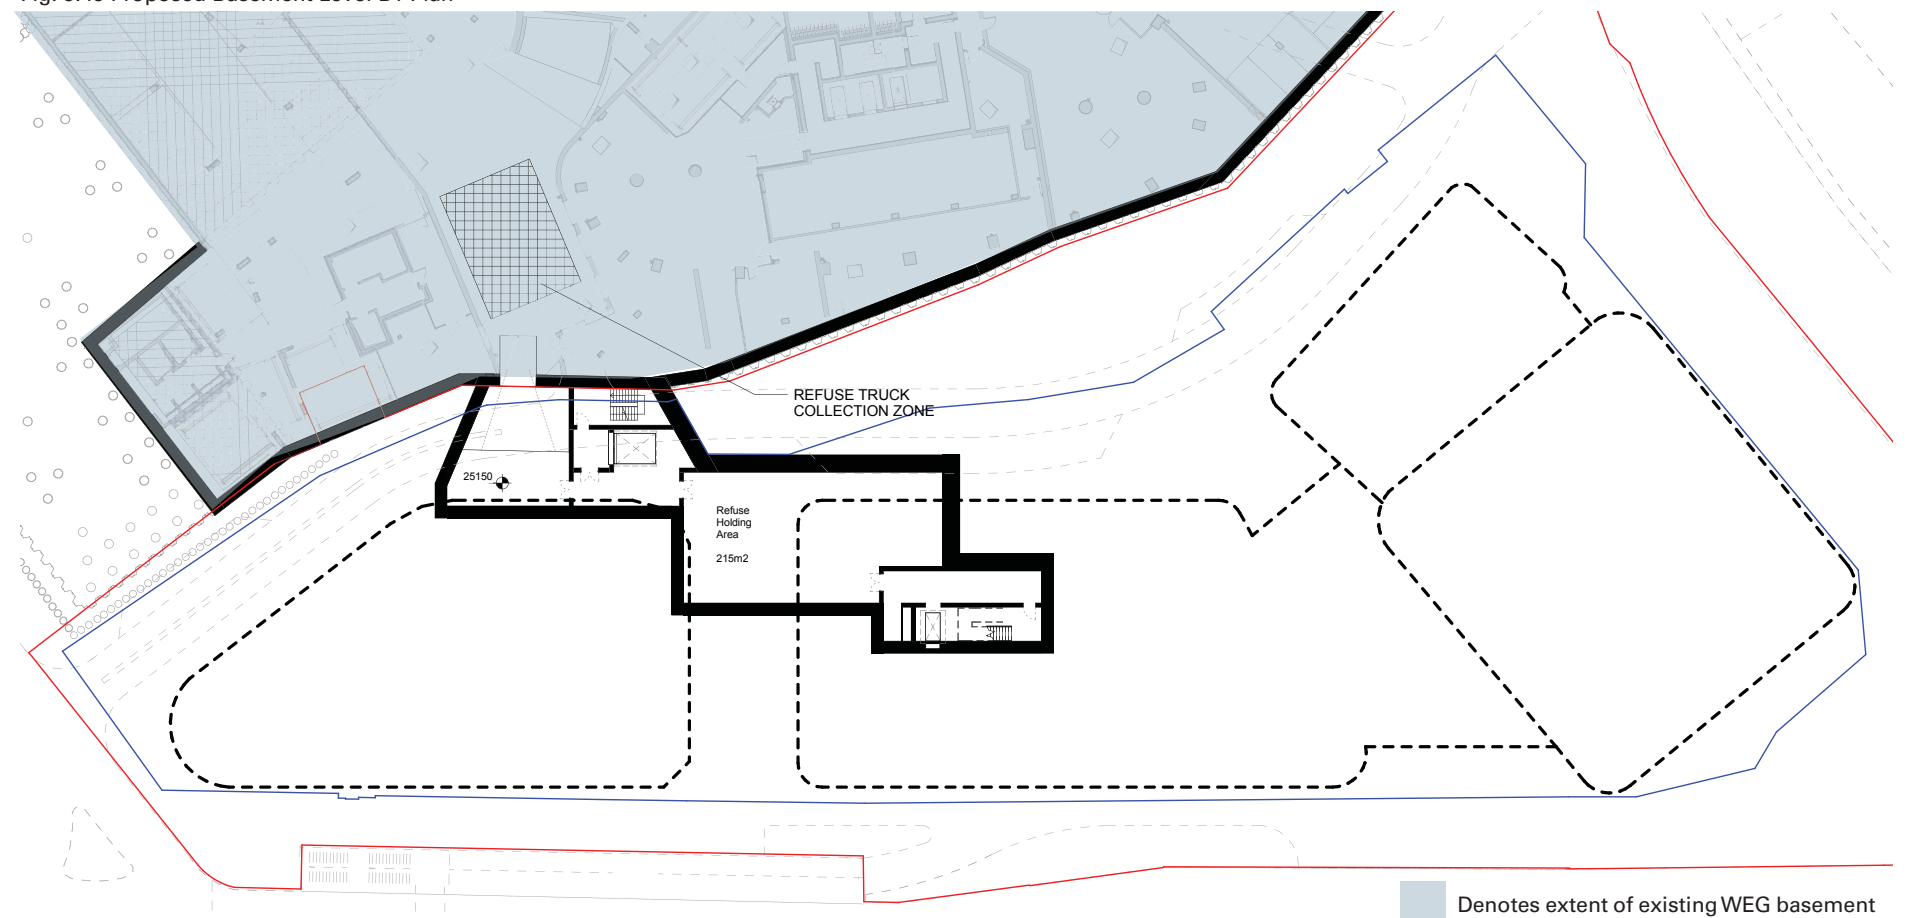 REFUSE TRUCK
COLLECTION ZONE
25150
Refuse
Holding
Area
215m2
Denotes extent of existing WEG basement